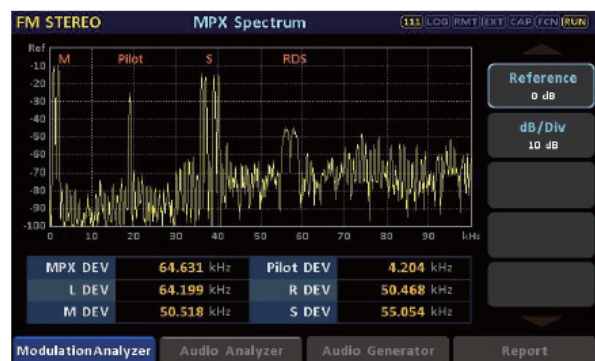 FM STEREO MPX Spectrum 111 LOG RMT EXT CAP FCN RUN
Ref M Pilot S RDS
-10
-20
-30
-40
-50
-60
-70
-80
-90
-100
0 10 20 30 40 50 60 70 80 90 kHz
Reference
0 dB
dB/Div
10 dB
MPX DEV 64.631 kHz Pilot DEV 4.204 kHz
L DEV 64.199 kHz R DEV 50.468 kHz
M DEV 50.518 kHz S DEV 55.054 kHz
ModulationAnalyzer Audio Analyzer Audio Generator Report